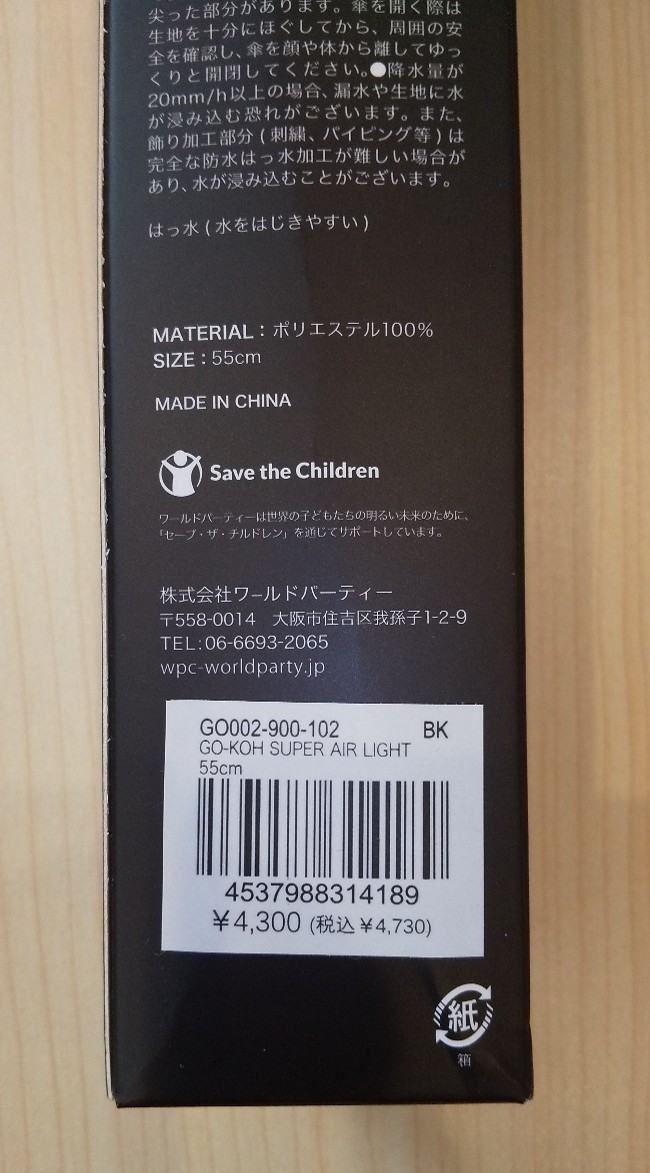 尖った部分があります。傘を開く際は
生地を十分にほぐしてから、周囲の安
全を確認し、傘を顔や体から離してゆっ
くりと開閉してください。●降水量が
20mm/h以上の場合、漏水や生地に水
が浸み込む恐れがございます。また、
飾り加工部分(刺繍、パイピング等)は
完全な防水はっ水加工が難しい場合が
あり、水が浸み込むことがございます。
はっ水(水をはじきやすい)
MATERIAL：ポリエステル100%
SIZE：55cm
MADE IN CHINA
Save the Children
ワールドパーティーは世界の子どもたちの明るい未来のために、
「セーブ・ザ・チルドレン」を通じてサポートしています。
株式会社ワールドパーティー
〒558-0014 大阪市住吉区我孫子1-2-9
TEL:06-6693-2065
wpc-worldparty.jp
GO002-900-102 BK
GO-KOH SUPER AIR LIGHT
55cm
4537988314189
￥4,300 (税込￥4,730)
紙
箱